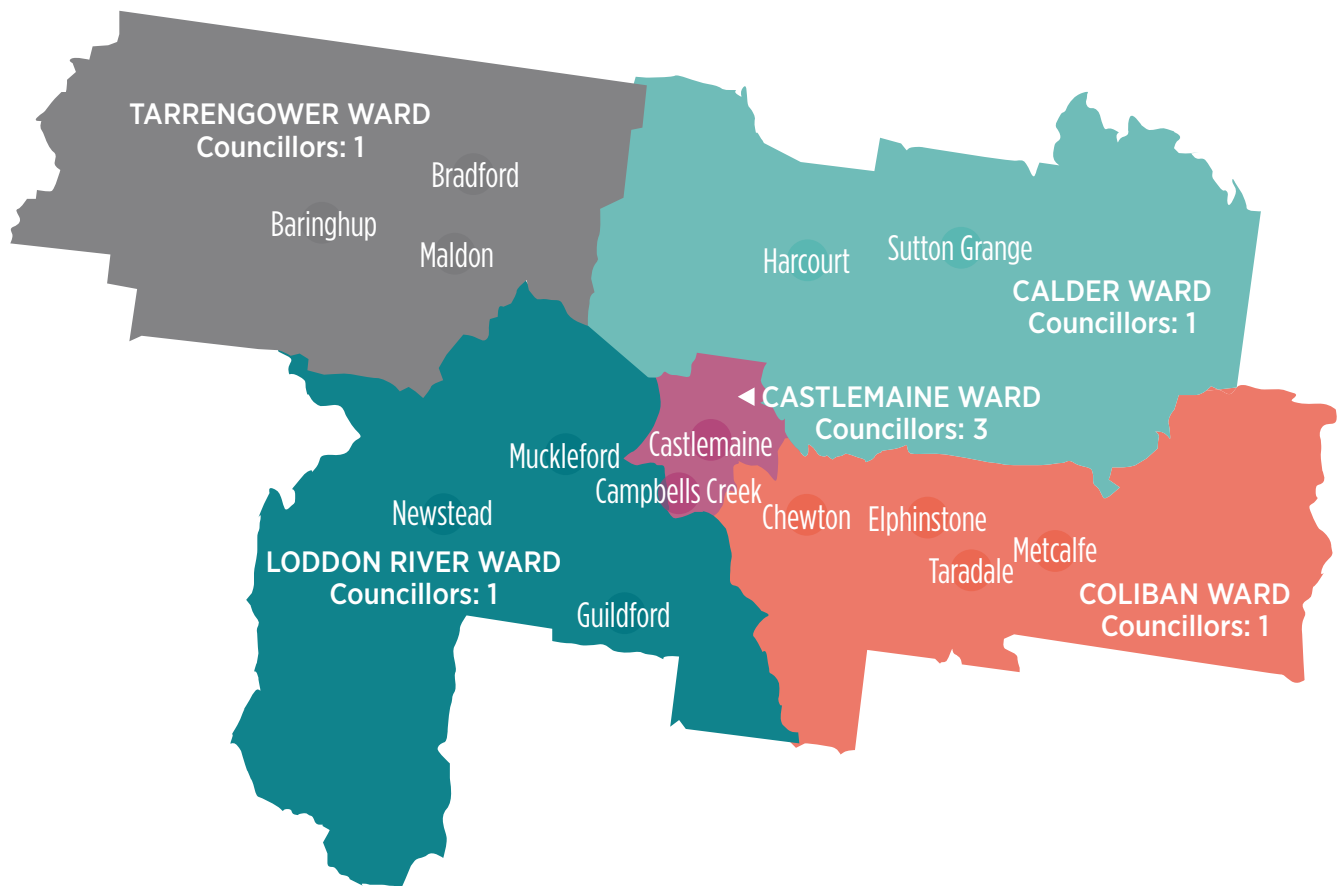 TARRENGOWER WARD
Councillors: 1
Bradford
Baringhup
Maldon
Harcourt
Sutton Grange
CALDER WARD
Councillors: 1
CASTLEMAINE WARD
Councillors: 3
Castlemaine
Muckleford
Campbells Creek
Newstead
LODDON RIVER WARD
Councillors: 1
Guildford
Chewton
Elphinstone
Metcalfe
Taradale
COLIBAN WARD
Councillors: 1